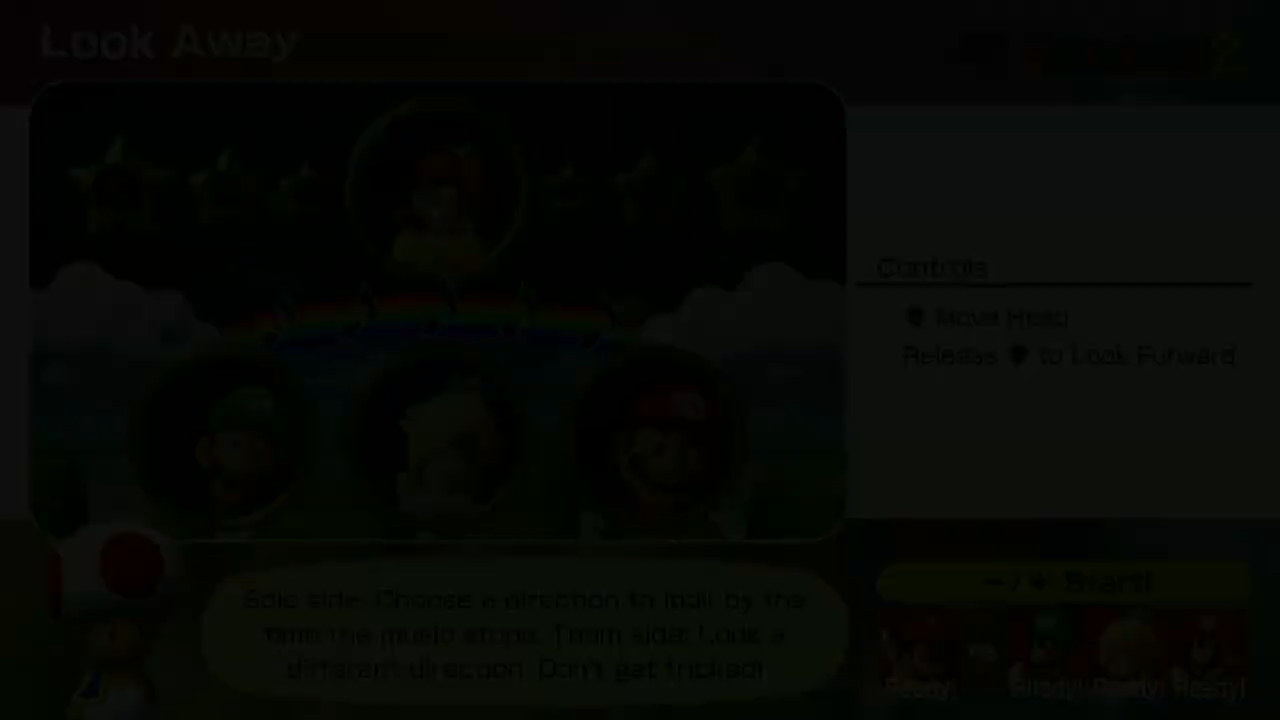 Look Away
Controls
Move Head
Release to Look Forward
Solo side: Choose a direction to look by the
time the music stops. Team side: Look a
different direction. Don't get tricked!
- / + Start!
Ready! Ready! Ready! Ready!